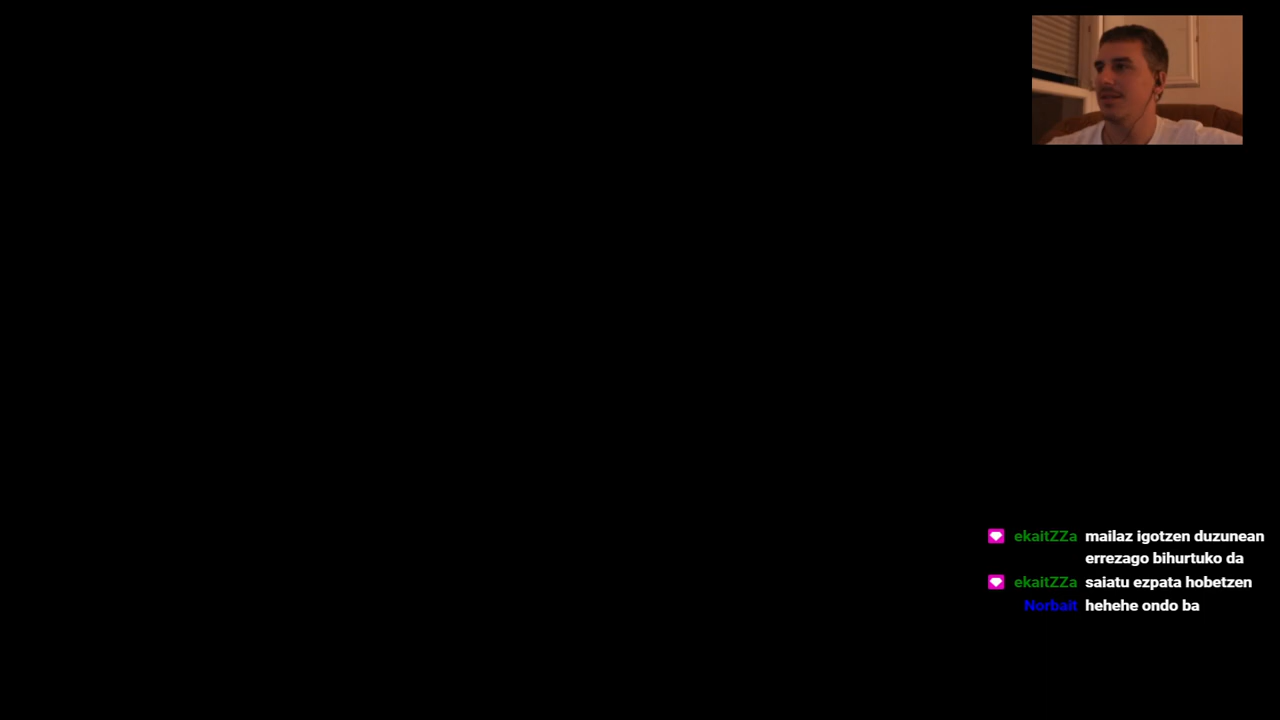 ekaitZZa mailaz igotzen duzunean
errezago bihurtuko da
ekaitZZa saiatu ezpata hobetzen
Norbait hehehe ondo ba